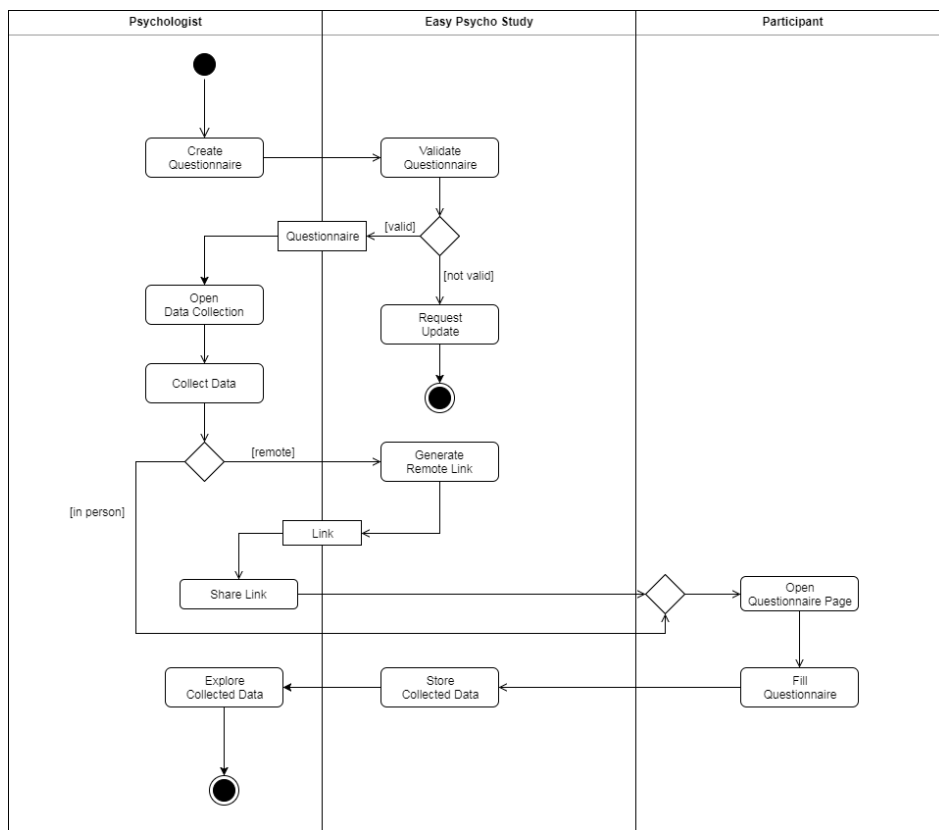 Psychologist
Easy Psycho Study
Participant
Create
Questionnaire
Validate
Questionnaire
[valid]
Questionnaire
[not valid]
Open
Data Collection
Request
Update
Collect Data
[remote]
Generate
Remote Link
[in person]
Link
Share Link
Open
Questionnaire Page
Explore
Collected Data
Store
Collected Data
Fill
Questionnaire